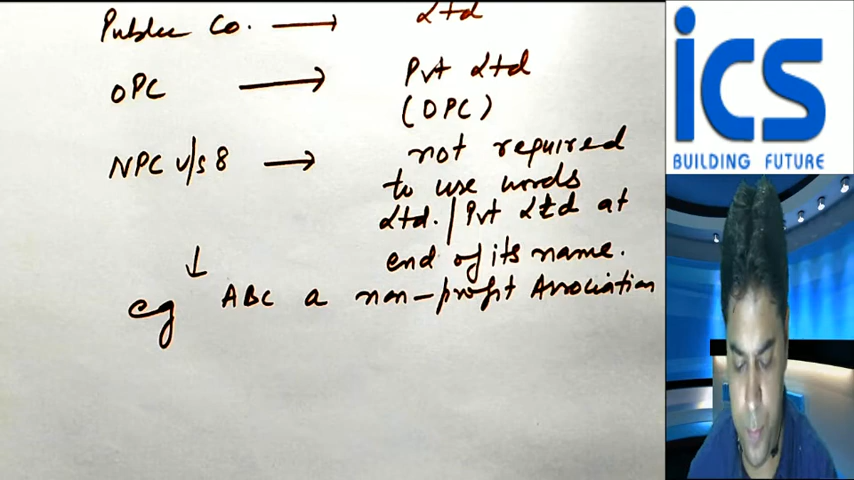 Public Co. → Ltd
OPC → Pvt Ltd
(OPC)
NPC u/s 8 → not required
to use words
Ltd. / Pvt Ltd at
end of its name.
↓
eg ABC a non-profit Association
ics
BUILDING FUTURE